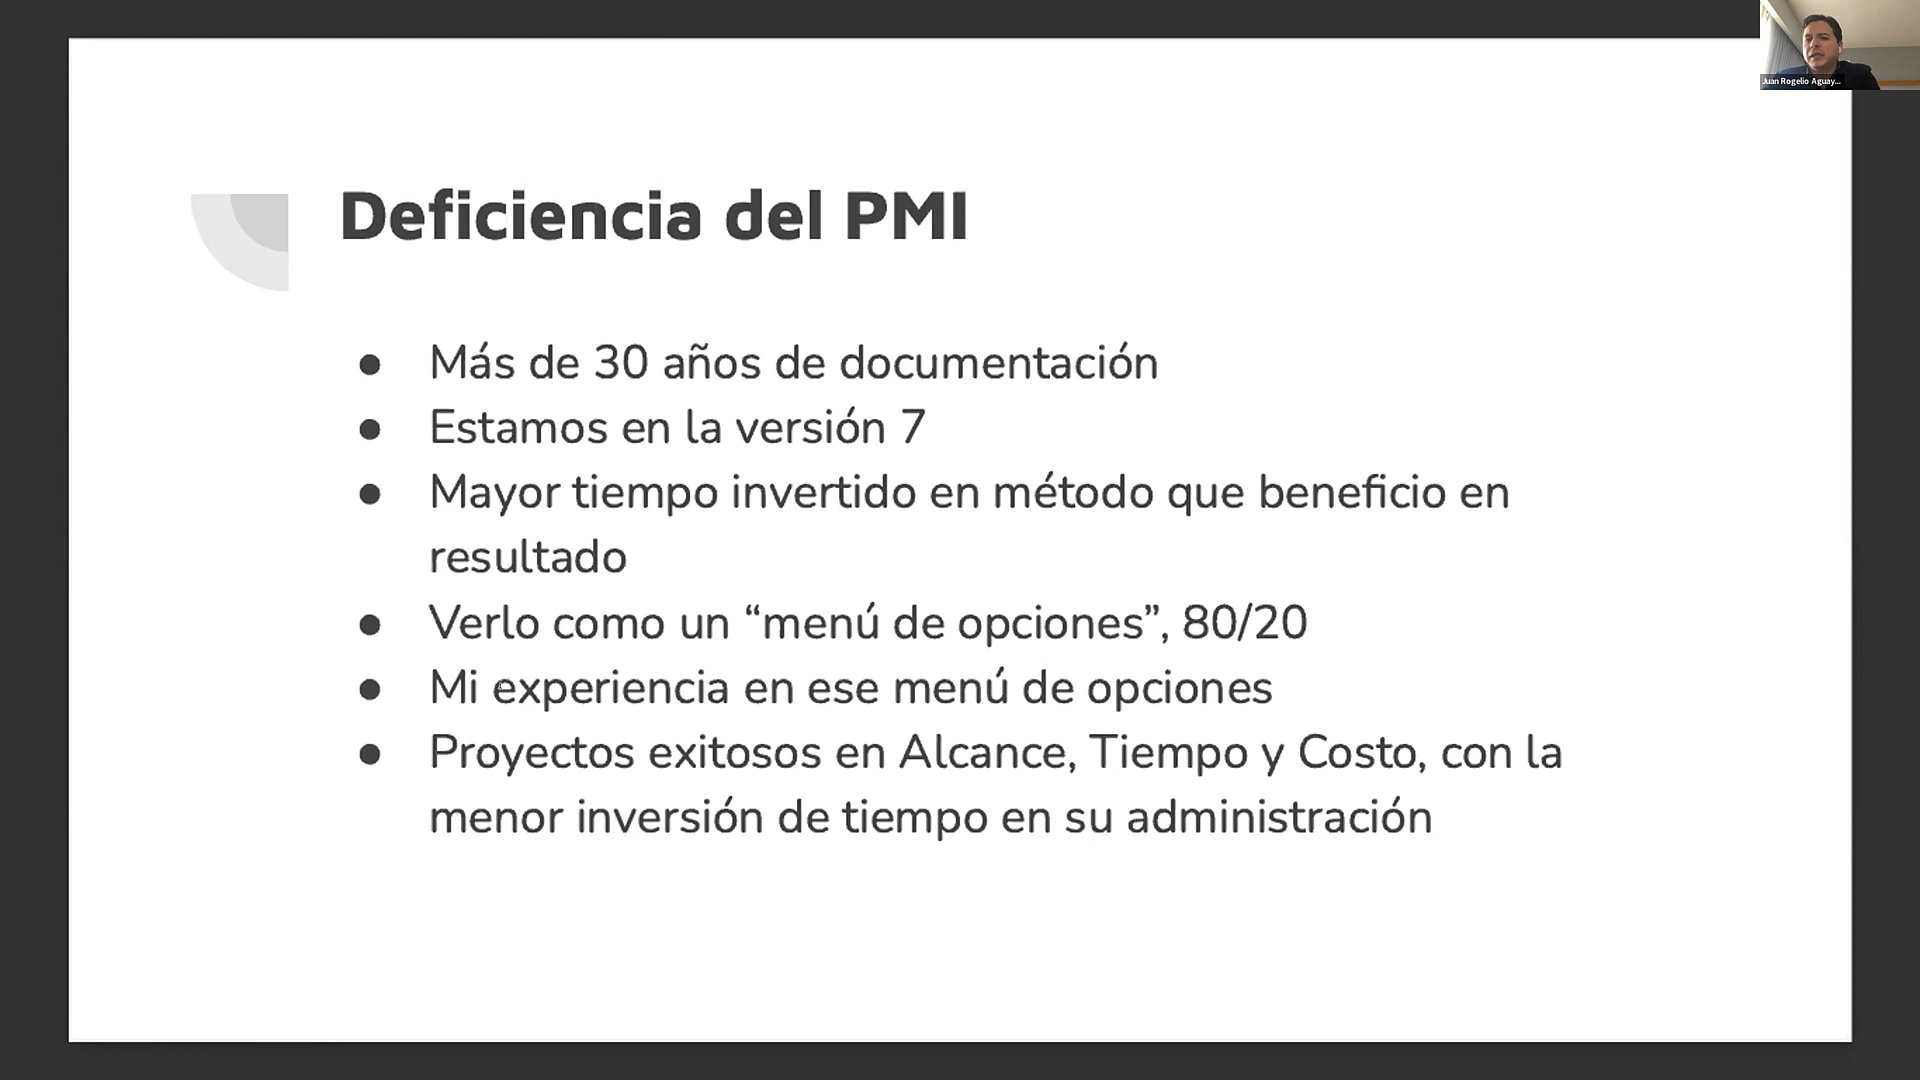 Juan Rogelio Aguay...
Deficiencia del PMI
● Más de 30 años de documentación
● Estamos en la versión 7
● Mayor tiempo invertido en método que beneficio en
resultado
● Verlo como un “menú de opciones”, 80/20
● Mi experiencia en ese menú de opciones
● Proyectos exitosos en Alcance, Tiempo y Costo, con la
menor inversión de tiempo en su administración